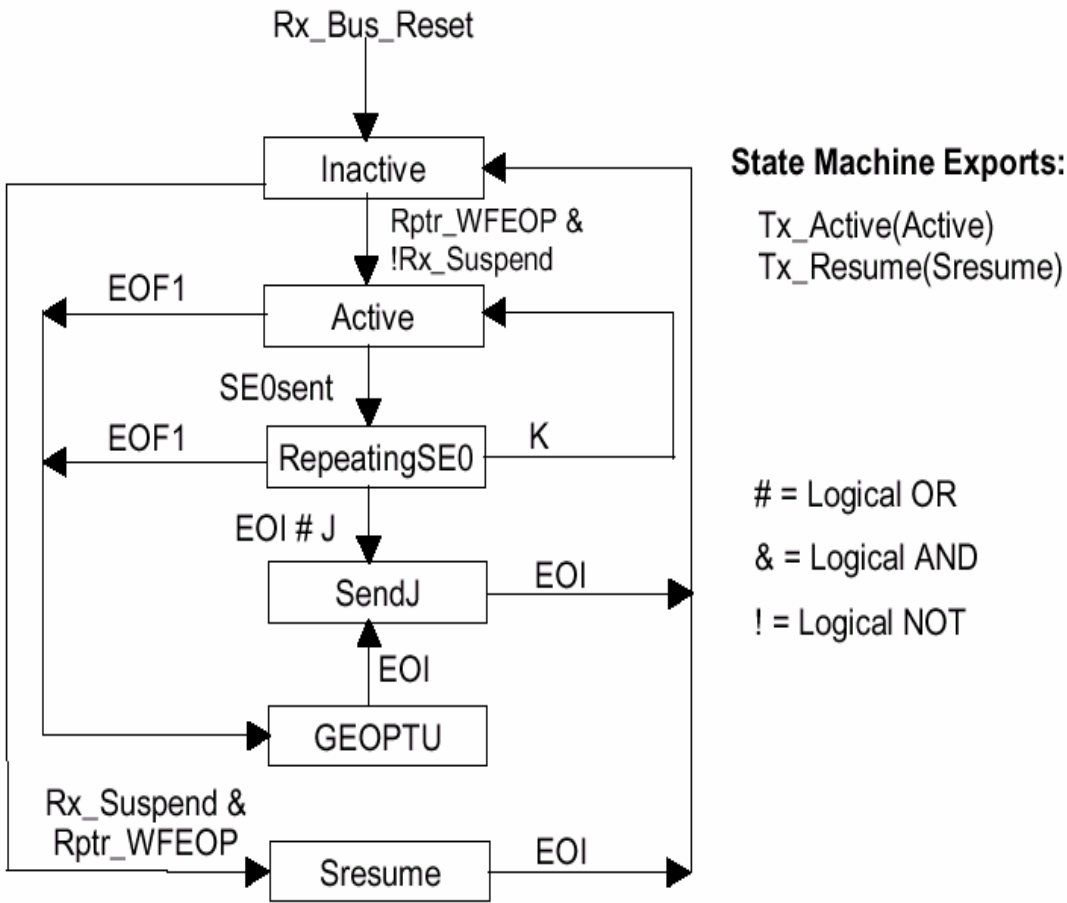 Rx_Bus_Reset
Inactive
State Machine Exports:
Rptr_WFEOP &
!Rx_Suspend
Tx_Active(Active)
Tx_Resume(Sresume)
EOF1
Active
SE0sent
EOF1
RepeatingSE0
K
# = Logical OR
EOI # J
& = Logical AND
SendJ
EOI
! = Logical NOT
EOI
GEOPTU
Rx_Suspend &
Rptr_WFEOP
Sresume
EOI